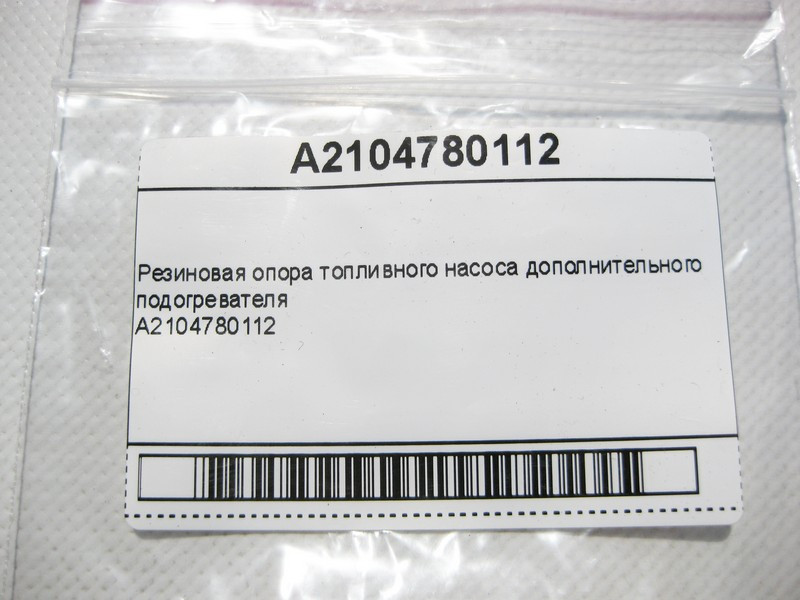 A2104780112
Резиновая опора топливного насоса дополнительного
подогревателя
A2104780112